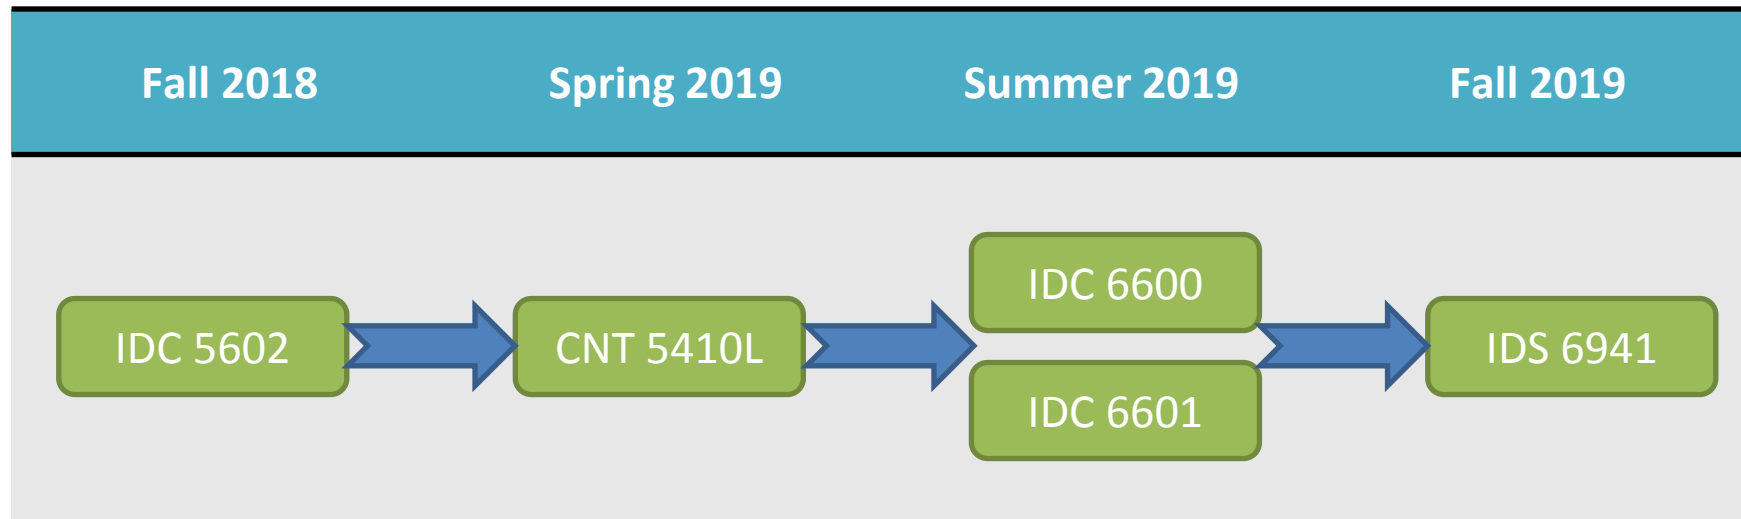 Fall 2018 Spring 2019 Summer 2019 Fall 2019
IDC 5602
CNT 5410L
IDC 6600
IDC 6601
IDS 6941